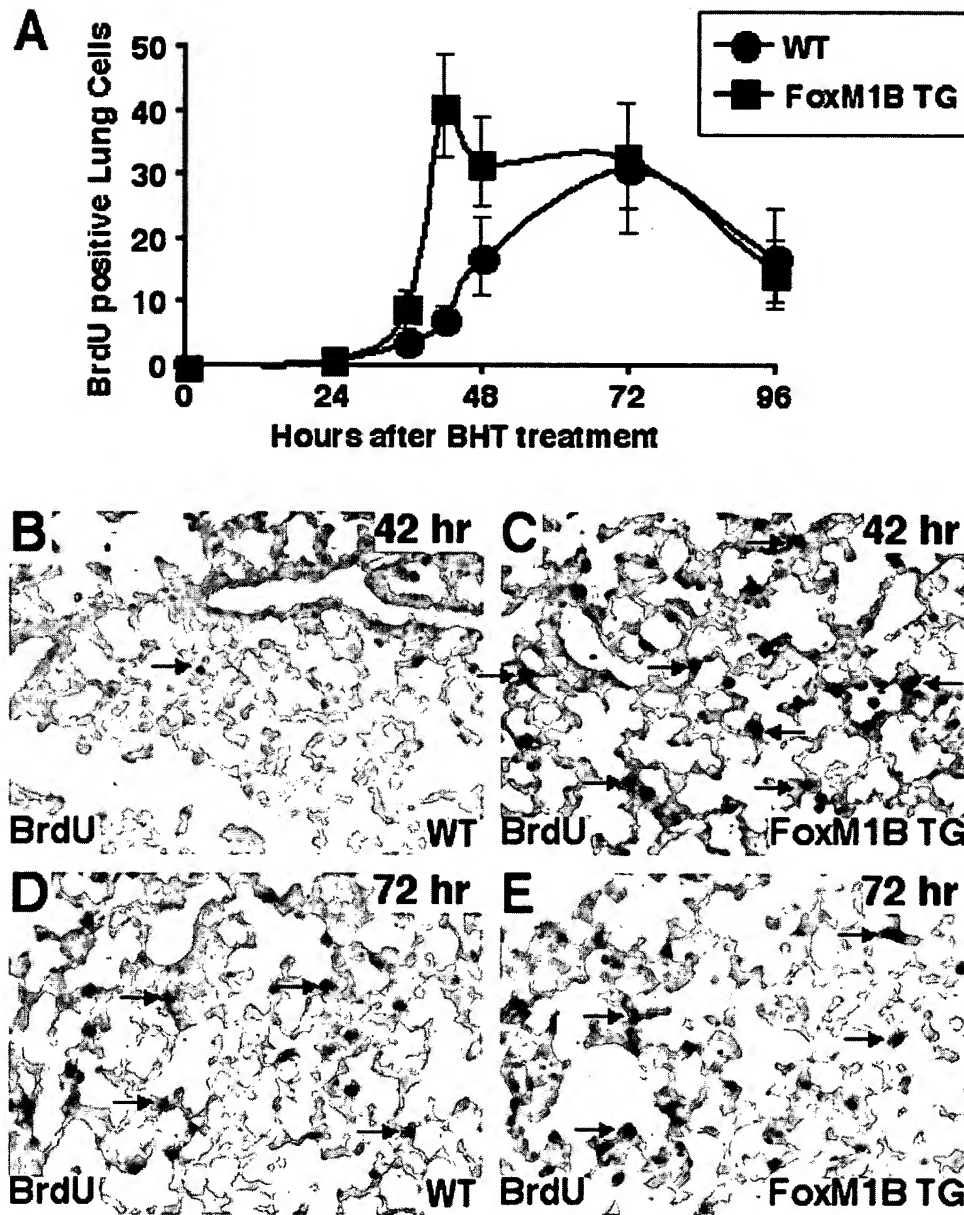 A
BrdU positive Lung Cells
50
40
30
20
10
0
0 24 48 72 96
Hours after BHT treatment
WT
FoxM1B TG
B 42 hr
BrdU WT
C 42 hr
BrdU FoxM1B TG
D 72 hr
BrdU WT
E 72 hr
BrdU FoxM1B TG